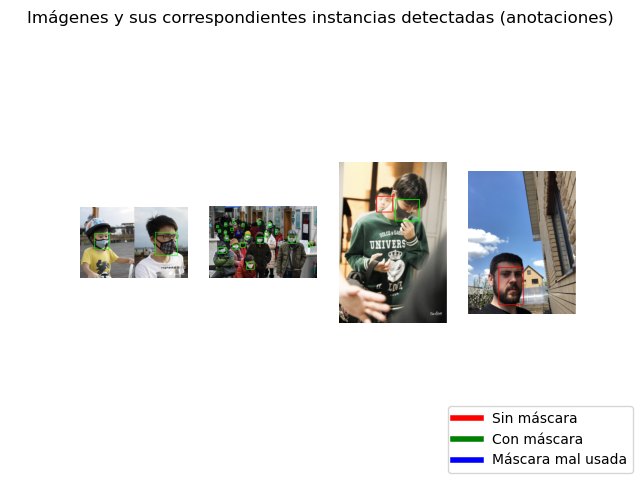 Imágenes y sus correspondientes instancias detectadas (anotaciones)
UNIVERS
Sin máscara
Con máscara
Máscara mal usada